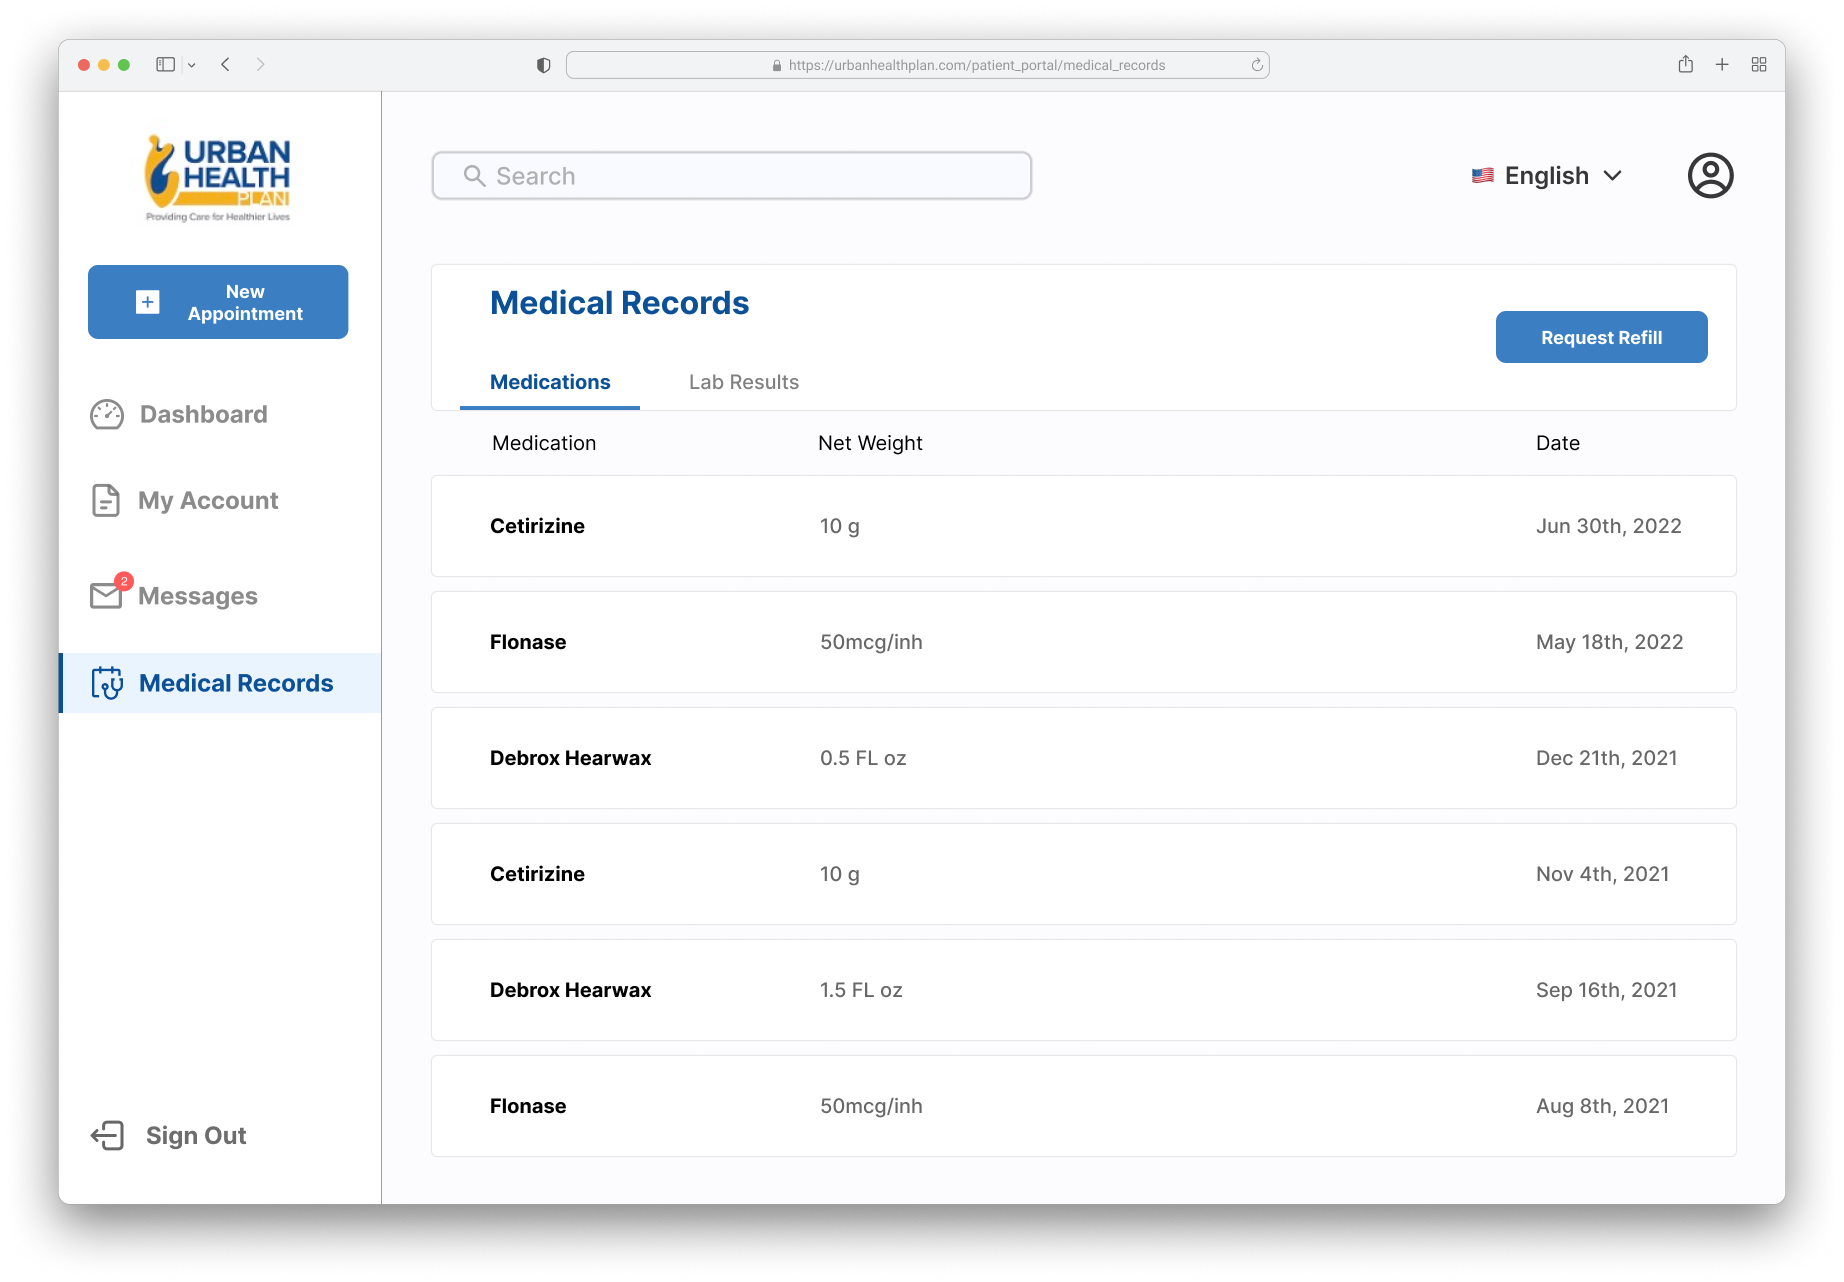 https://urbanhealthplan.com/patient_portal/medical_records
URBAN
HEALTH
PLAN
Providing Care for Healthier Lives
New
Appointment
Dashboard
My Account
2
Messages
Medical Records
Sign Out
Search
English
Medical Records
Request Refill
Medications Lab Results
Medication Net Weight Date
Cetirizine 10 g Jun 30th, 2022
Flonase 50mcg/inh May 18th, 2022
Debrox Hearwax 0.5 FL oz Dec 21th, 2021
Cetirizine 10 g Nov 4th, 2021
Debrox Hearwax 1.5 FL oz Sep 16th, 2021
Flonase 50mcg/inh Aug 8th, 2021